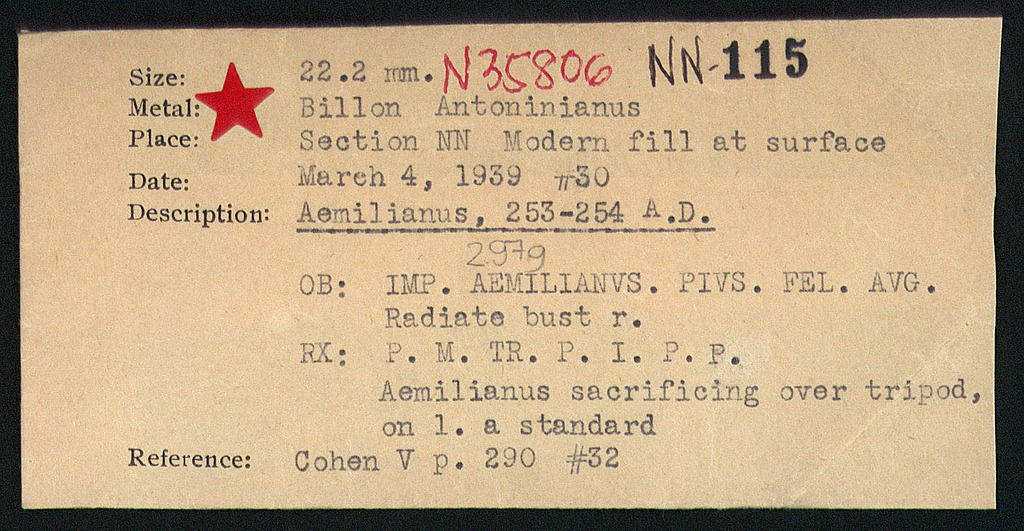 Size: 22.2 mm. N35806 NN-115
Metal: Billon Antoninianus
Place: Section NN Modern fill at surface
Date: March 4, 1939 #30
Description: Aemilianus, 253-254 A.D.
2979
OB: IMP. AEMILIANVS. PIVS. FEL. AVG.
Radiate bust r.
RX: P. M. TR. P. I. P. P.
Aemilianus sacrificing over tripod,
on l. a standard
Reference: Cohen V p. 290 #32